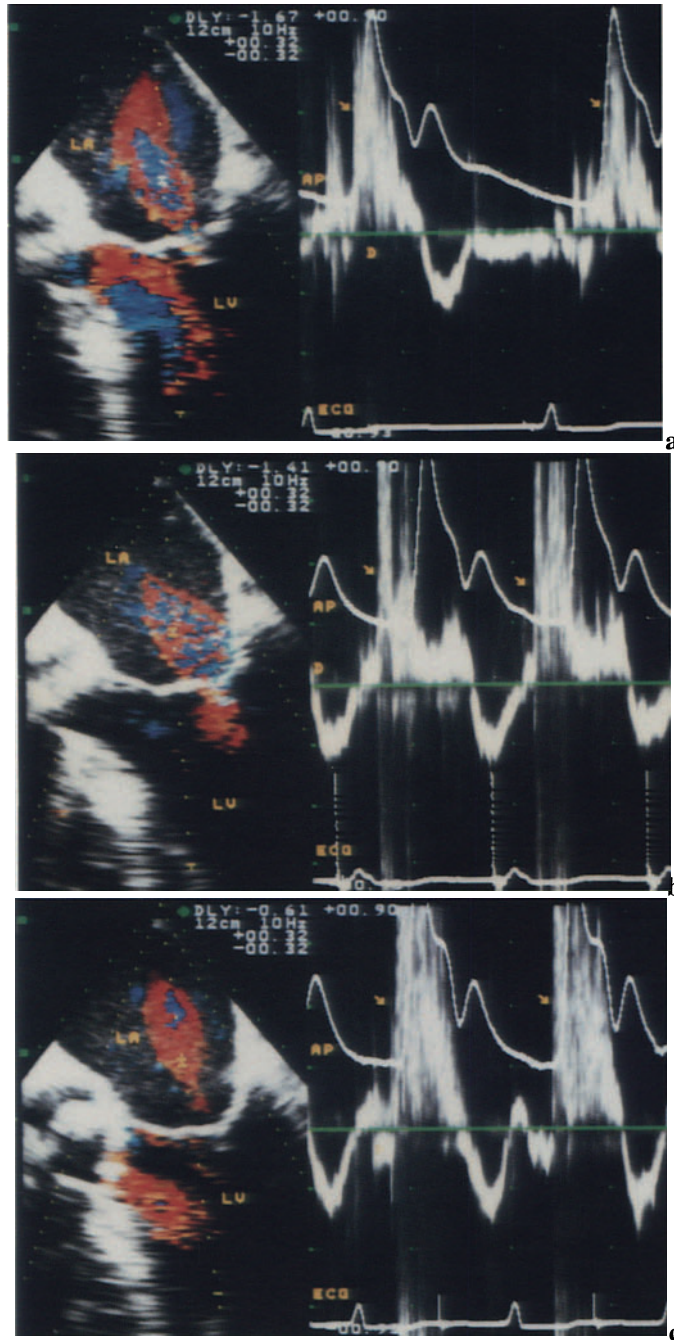 DLY:-1.67 +00.90
12cm 10Hz
+00.32
-00.32
LA
AP
D
LV
ECG
a
DLY:-1.41 +00.90
12cm 10Hz
+00.32
-00.32
LA
AP
D
LV
ECG
b
DLY:-0.61 +00.90
12cm 10Hz
+00.32
-00.32
LA
AP
LV
ECG